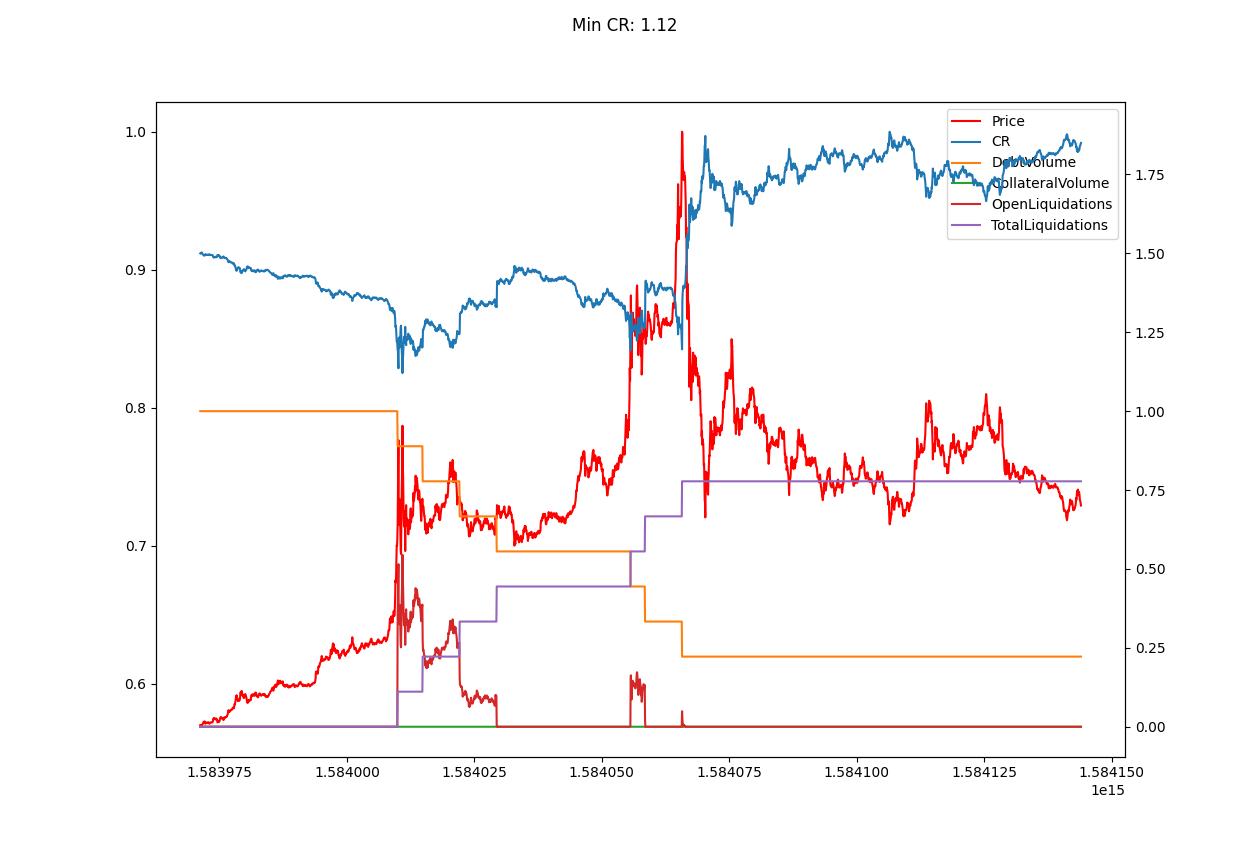 Min CR: 1.12
1.0
0.9
0.8
0.7
0.6
Price
CR
DebtVolume
CollateralVolume
OpenLiquidations
TotalLiquidations
1.75
1.50
1.25
1.00
0.75
0.50
0.25
0.00
1.583975 1.584000 1.584025 1.584050 1.584075 1.584100 1.584125 1.584150
1e15